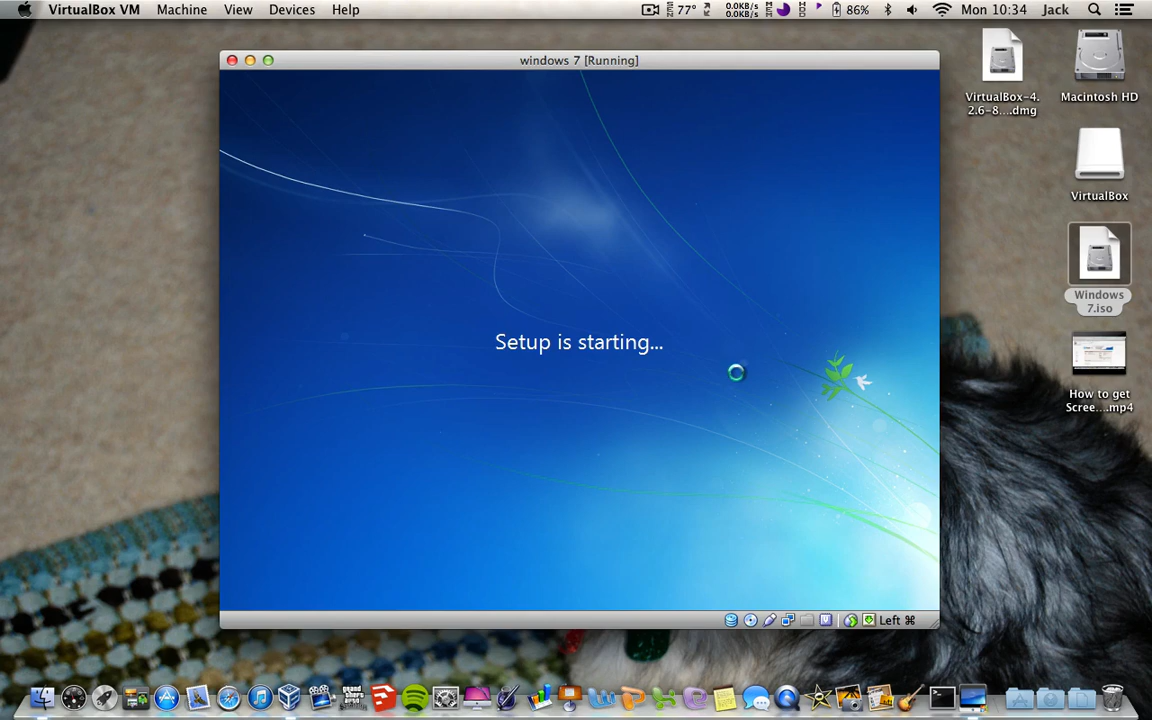 VirtualBox VM Machine View Devices Help 77° 0.0KB/s 0.0KB/s 86% Mon 10:34 Jack
windows 7 [Running]
VirtualBox-4.
2.6-8....dmg
Macintosh HD
VirtualBox
Windows
7.iso
How to get
Scree....mp4
Setup is starting...
Left ⌘